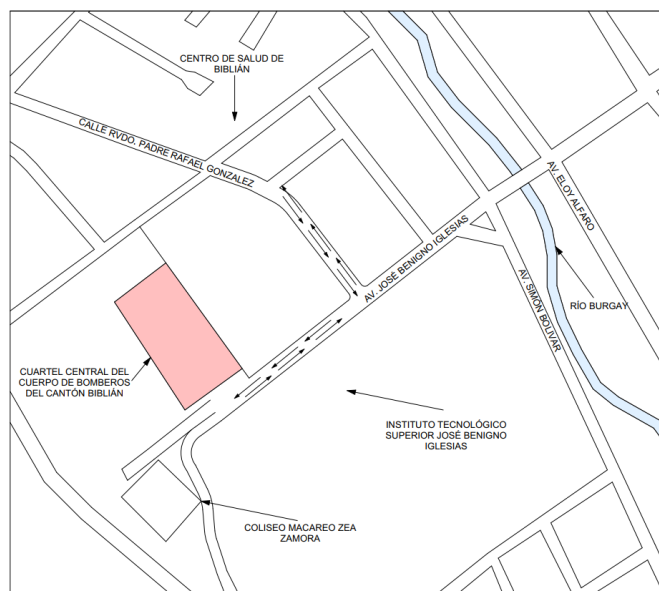 CENTRO DE SALUD DE
BIBLIÁN
CALLE RVDO. PADRE RAFAEL GONZALEZ
AV. ELOY ALFARO
AV. JOSÉ BENIGNO IGLESIAS
AV. SIMÓN BOLIVAR
RÍO BURGAY
CUARTEL CENTRAL DEL
CUERPO DE BOMBEROS
DEL CANTÓN BIBLIÁN
INSTITUTO TECNOLÓGICO
SUPERIOR JOSÉ BENIGNO
IGLESIAS
COLISEO MACAREO ZEA
ZAMORA